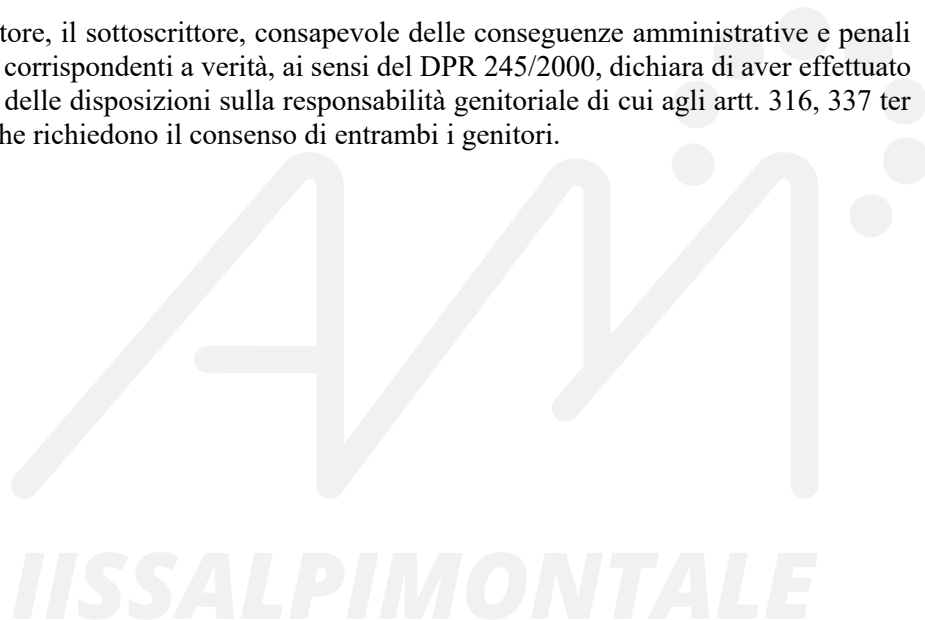 tore, il sottoscrittore, consapevole delle conseguenze amministrative e penali
corrispondenti a verità, ai sensi del DPR 245/2000, dichiara di aver effettuato
delle disposizioni sulla responsabilità genitoriale di cui agli artt. 316, 337 ter
he richiedono il consenso di entrambi i genitori.
AM
IISSALPIMONTALE